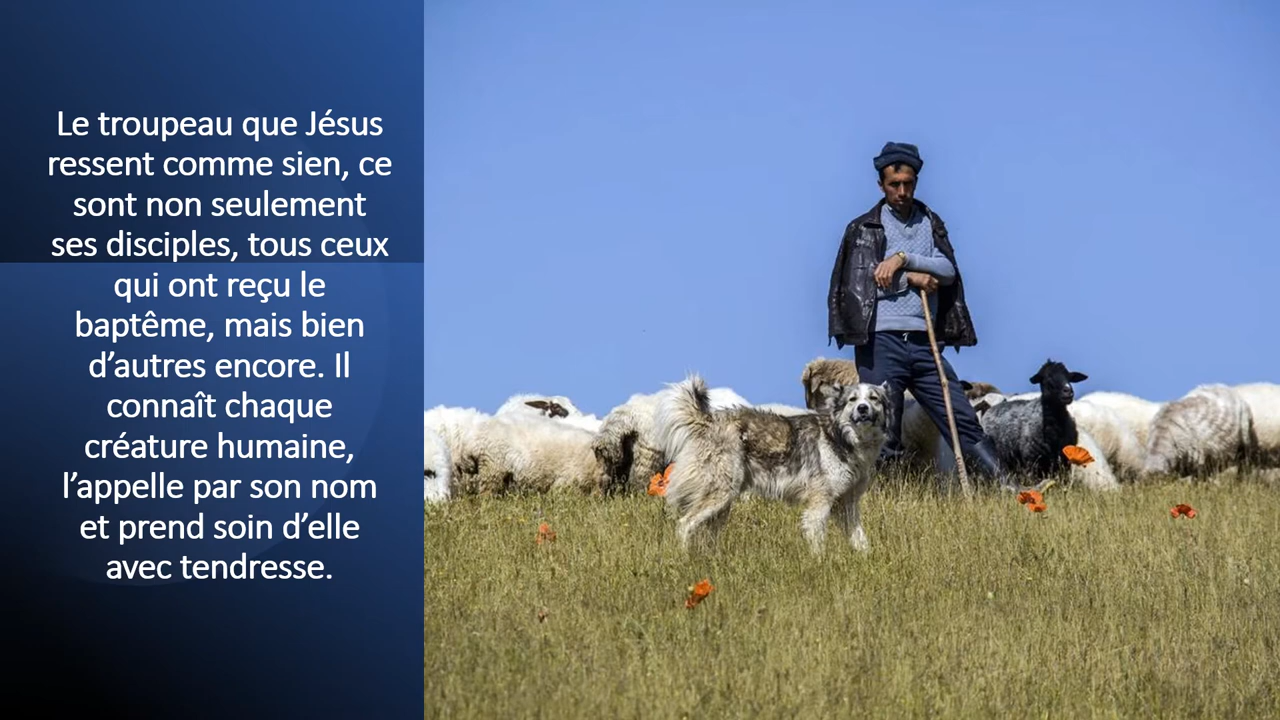 Le troupeau que Jésus
ressent comme sien, ce
sont non seulement
ses disciples, tous ceux
qui ont reçu le
baptême, mais bien
d’autres encore. Il
connaît chaque
créature humaine,
l’appelle par son nom
et prend soin d’elle
avec tendresse.